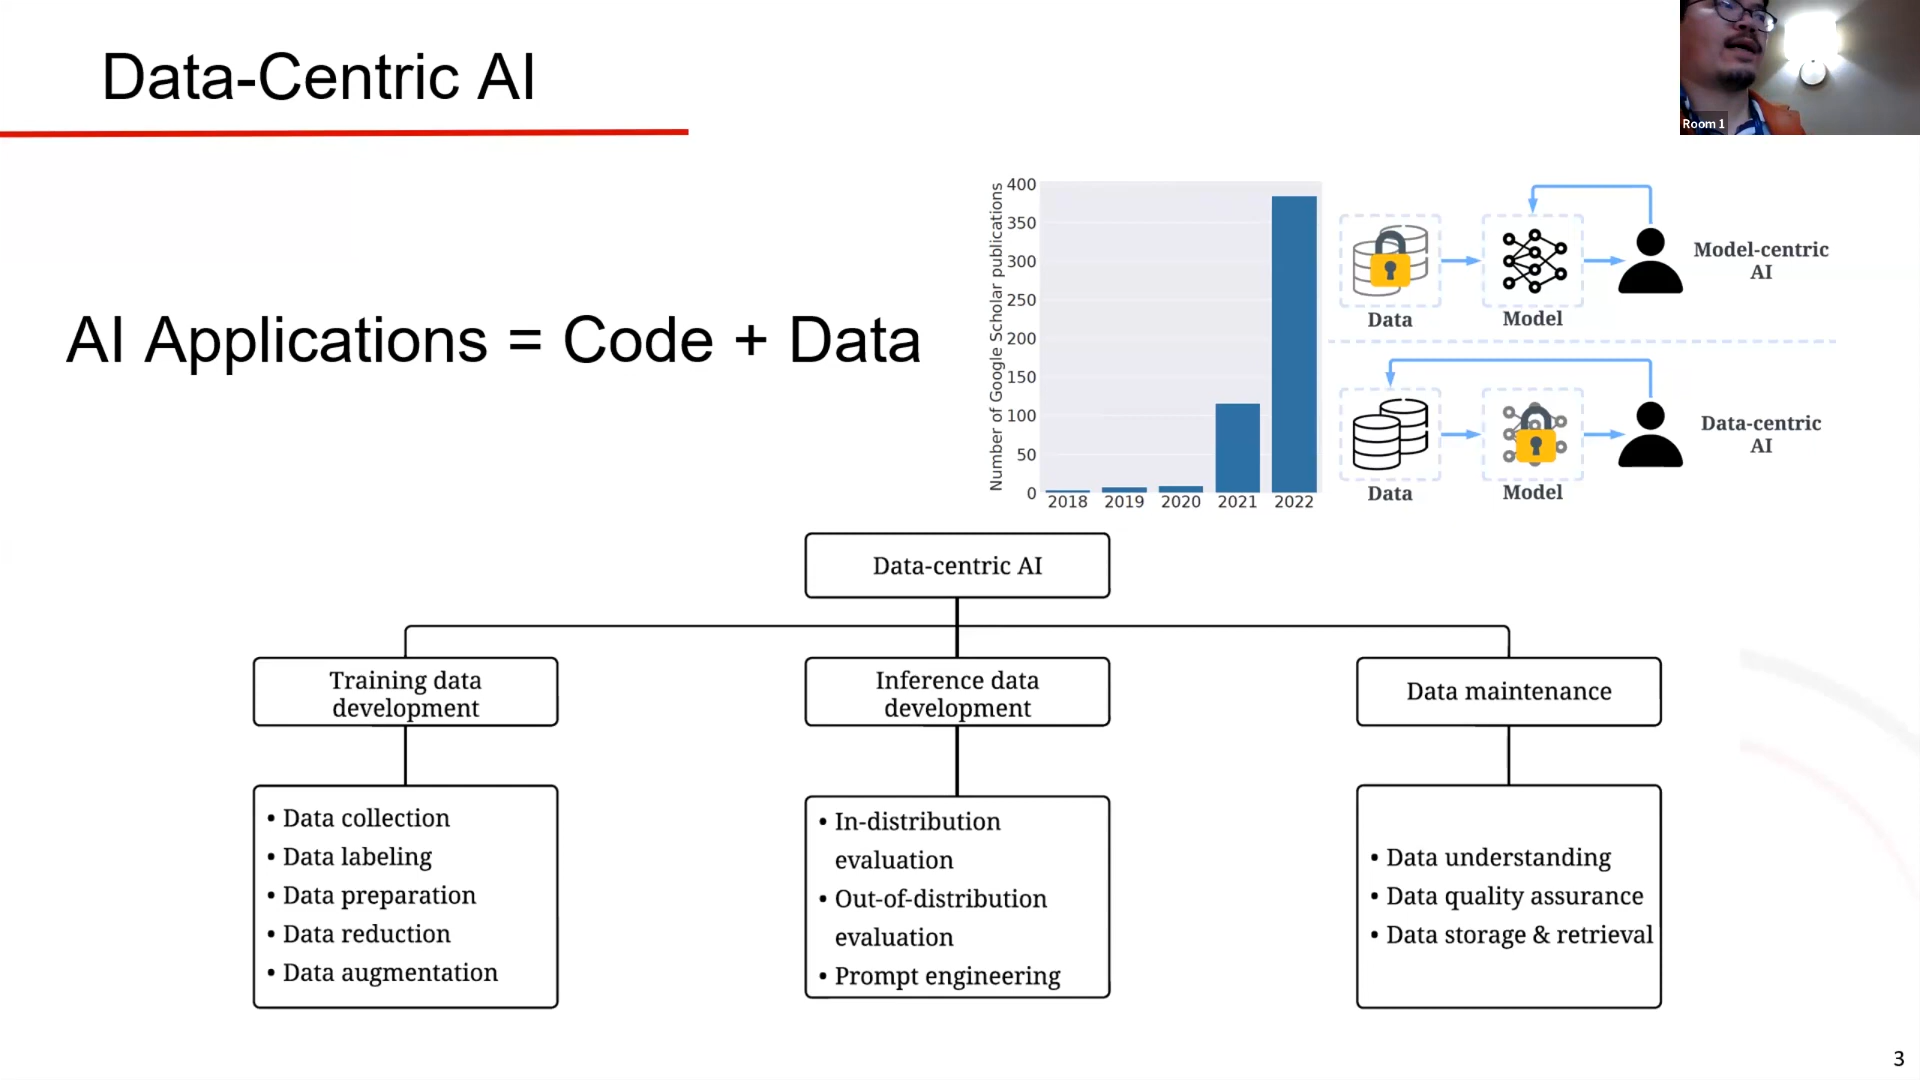 Data-Centric AI
Room 1
AI Applications = Code + Data
Number of Google Scholar publications
400
350
300
250
200
150
100
50
0
2018 2019 2020 2021 2022
Data
Model
Model-centric
AI
Data
Model
Data-centric
AI
Data-centric AI
Training data
development
Inference data
development
Data maintenance
• Data collection
• Data labeling
• Data preparation
• Data reduction
• Data augmentation
• In-distribution
evaluation
• Out-of-distribution
evaluation
• Prompt engineering
• Data understanding
• Data quality assurance
• Data storage & retrieval
3